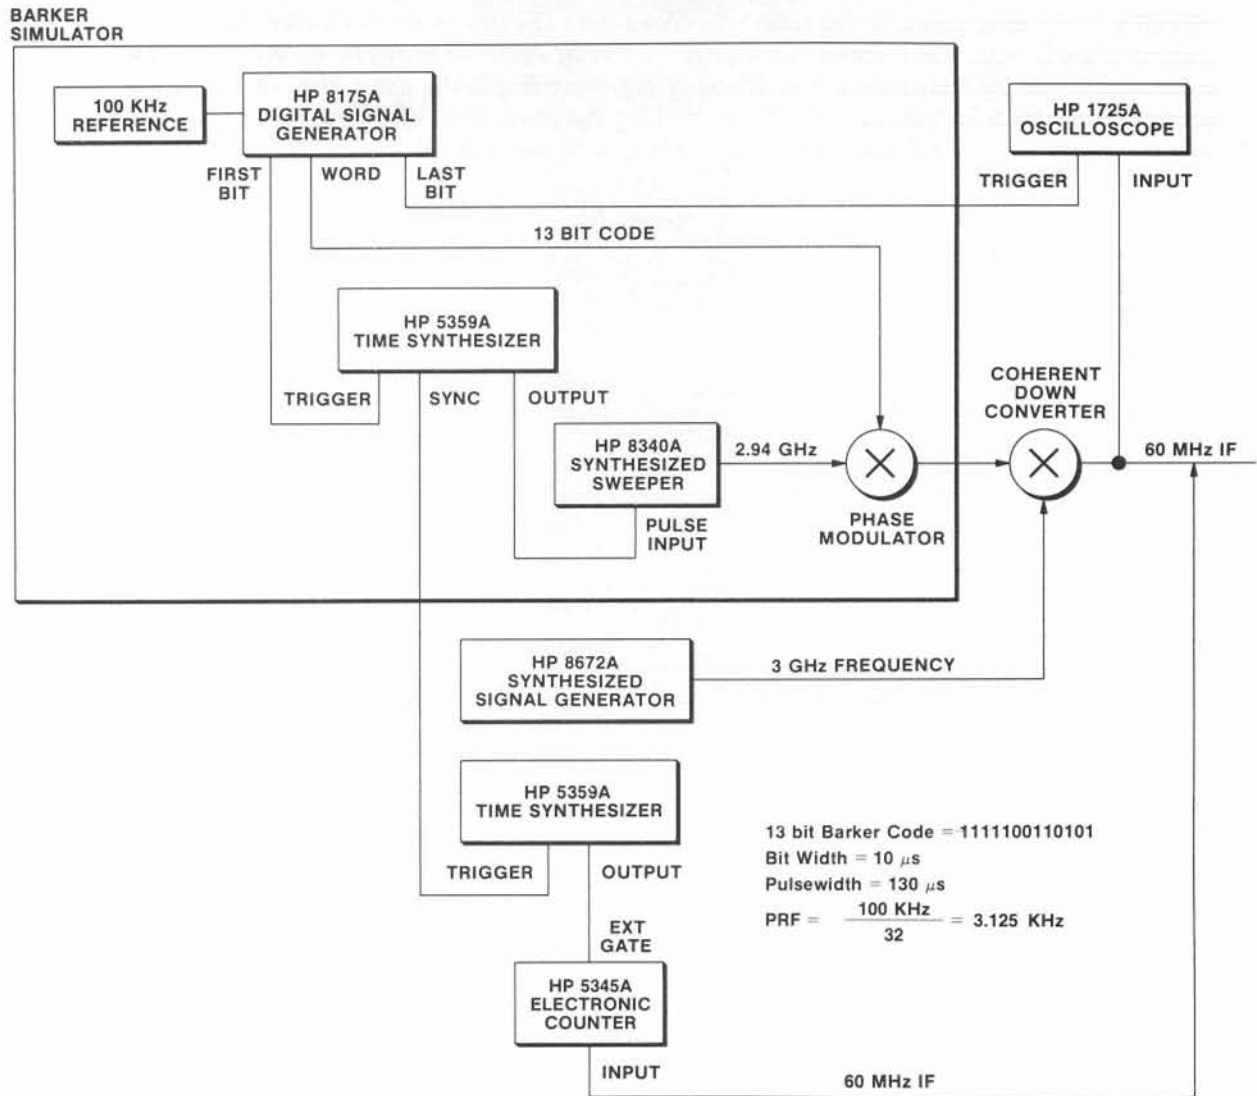 BARKER
SIMULATOR
100 KHz
REFERENCE
HP 8175A
DIGITAL SIGNAL
GENERATOR
HP 1725A
OSCILLOSCOPE
FIRST
BIT
WORD
LAST
BIT
TRIGGER
INPUT
13 BIT CODE
HP 5359A
TIME SYNTHESIZER
TRIGGER
SYNC
OUTPUT
COHERENT
DOWN
CONVERTER
HP 8340A
SYNTHESIZED
SWEEPER
2.94 GHz
60 MHz IF
PULSE
INPUT
PHASE
MODULATOR
HP 8672A
SYNTHESIZED
SIGNAL GENERATOR
3 GHz FREQUENCY
HP 5359A
TIME SYNTHESIZER
TRIGGER
OUTPUT
13 bit Barker Code = 1111100110101
Bit Width = 10 μs
Pulsewidth = 130 μs
PRF = 100 KHz / 32 = 3.125 KHz
EXT
GATE
HP 5345A
ELECTRONIC
COUNTER
INPUT
60 MHz IF